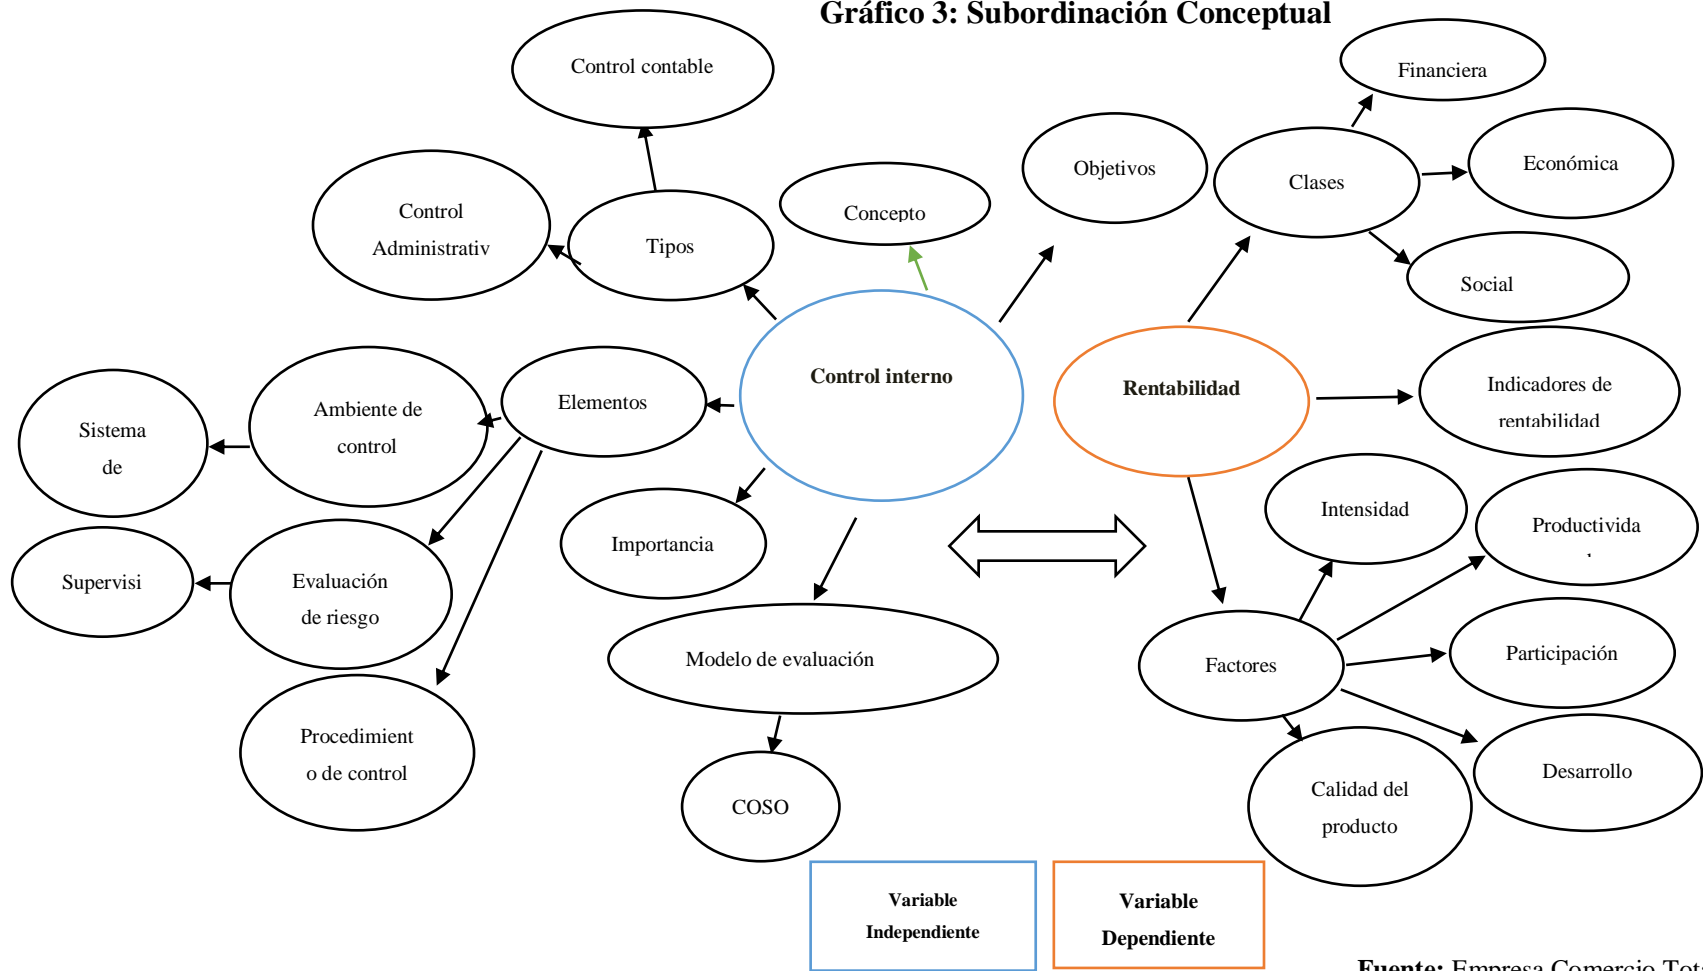 Gráfico 3: Subordinación Conceptual
Control contable
Financiera
Control
Administrativ
Tipos
Concepto
Objetivos
Clases
Económica
Social
Control interno
Rentabilidad
Indicadores de
rentabilidad
Sistema
de
Ambiente de
control
Elementos
Importancia
Intensidad
Productivida
Supervisi
Evaluación
de riesgo
Modelo de evaluación
Factores
Participación
Procedimient
o de control
COSO
Calidad del
producto
Desarrollo
Variable
Independiente
Variable
Dependiente
Fuente: Empresa Comercio